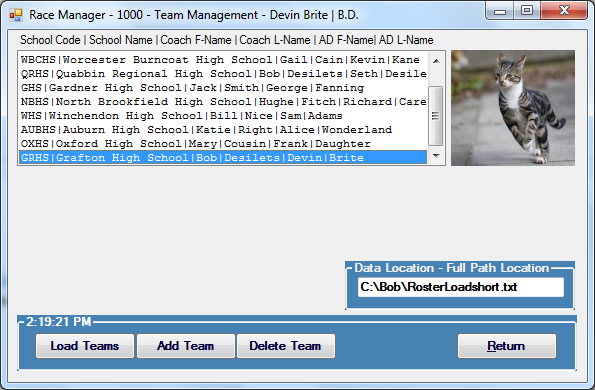 Race Manager - 1000 - Team Management - Devin Brite | B.D.
School Code | School Name | Coach F-Name | Coach L-Name | AD F-Name| AD L-Name
WBCHS|Worcester Burncoat High School|Gail|Cain|Kevin|Kane
QRHS|Quabbin Regional High School|Bob|Desilets|Seth|Desile
GHS|Gardner High School|Jack|Smith|George|Fanning
NBHS|North Brookfield High School|Hughe|Fitch|Richard|Care
WHS|Winchendon High School|Bill|Nice|Sam|Adams
AUBHS|Auburn High School|Katie|Right|Alice|Wonderland
OXHS|Oxford High School|Mary|Cousin|Frank|Daughter
GRHS|Grafton High School|Bob|Desilets|Devin|Brite
Data Location - Full Path Location
C:\Bob\RosterLoadshort.txt
2:19:21 PM
Load Teams
Add Team
Delete Team
Return